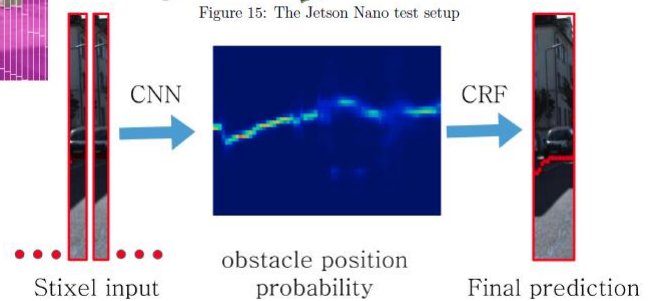 Figure 15: The Jetson Nano test setup
CNN
CRF
Stixel input
obstacle position
probability
Final prediction